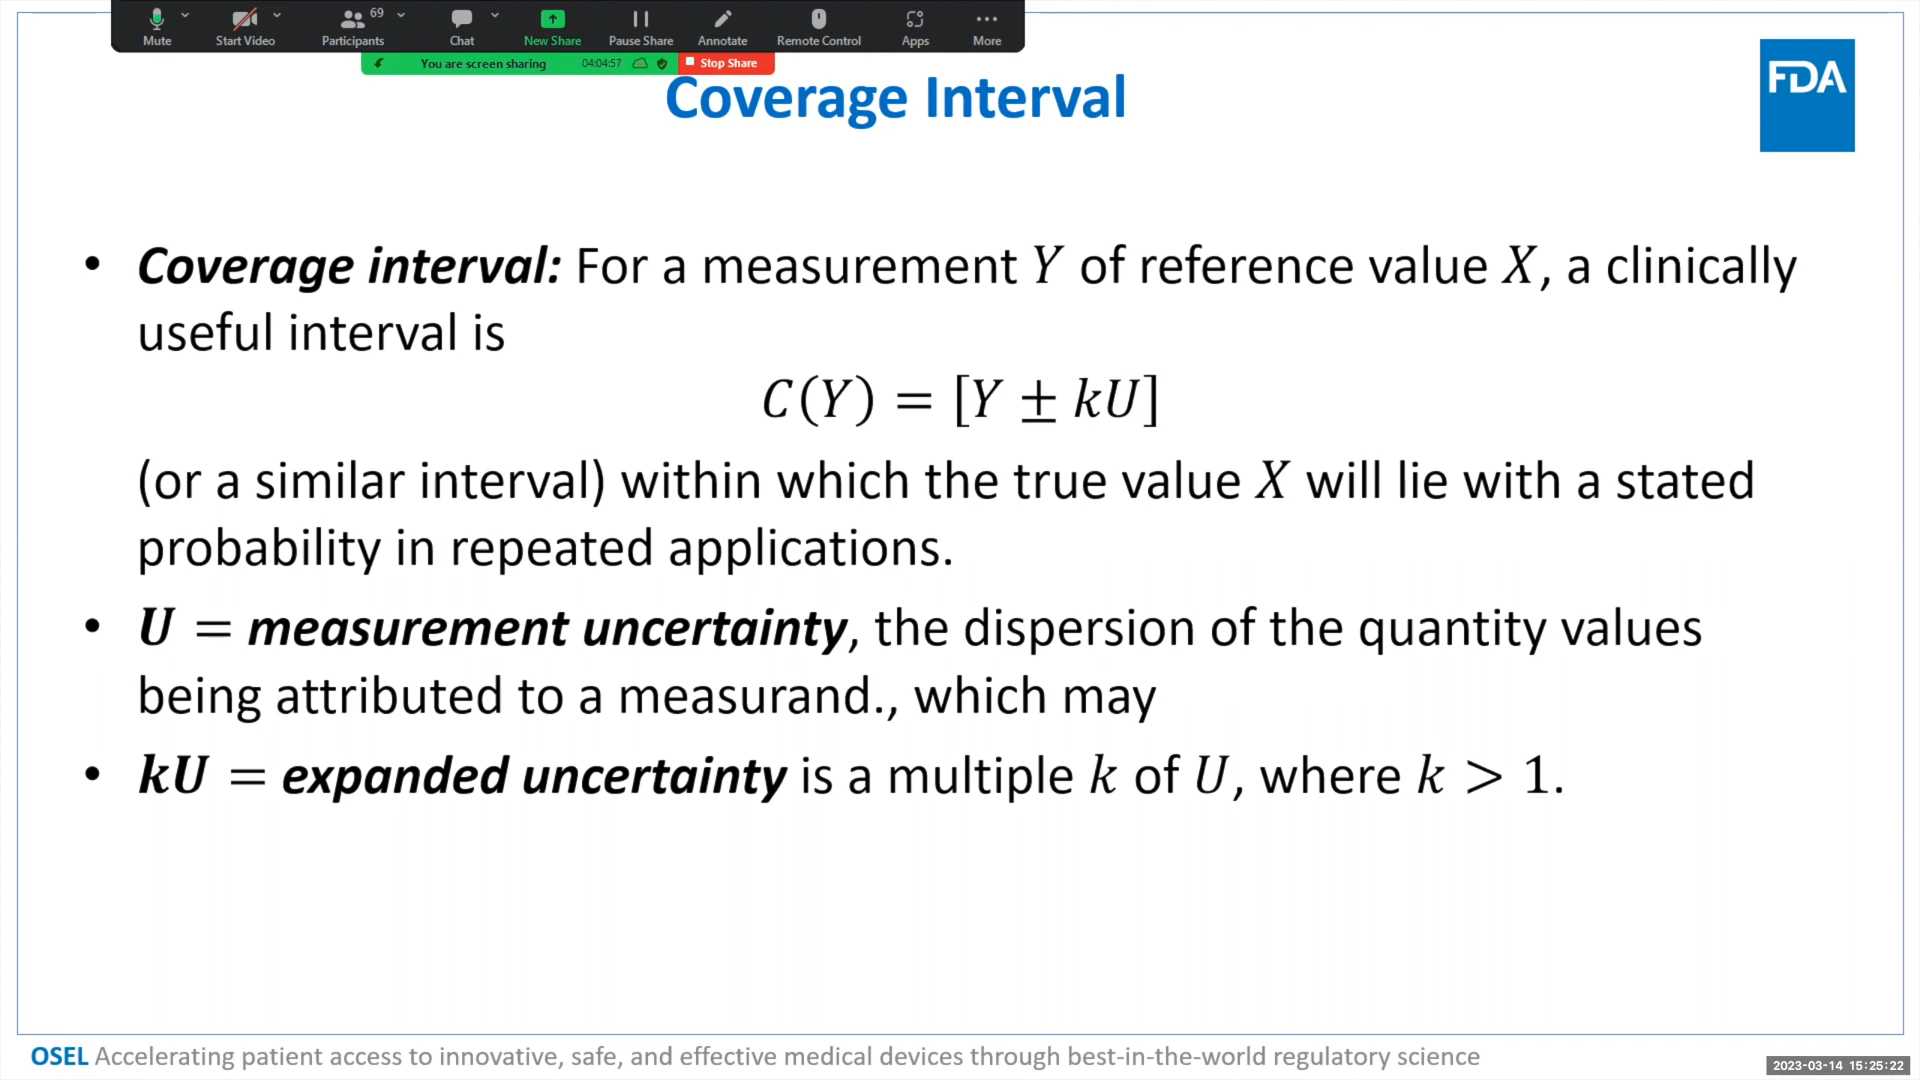 69
Mute Start Video Participants Chat New Share Pause Share Annotate Remote Control Apps More
You are screen sharing 04:04:57 Stop Share
Coverage Interval
FDA
• Coverage interval: For a measurement Y of reference value X, a clinically
useful interval is
C(Y) = [Y ± kU]
(or a similar interval) within which the true value X will lie with a stated
probability in repeated applications.
• U = measurement uncertainty, the dispersion of the quantity values
being attributed to a measurand., which may
• kU = expanded uncertainty is a multiple k of U, where k > 1.
OSEL Accelerating patient access to innovative, safe, and effective medical devices through best-in-the-world regulatory science
2023-03-14 15:25:22